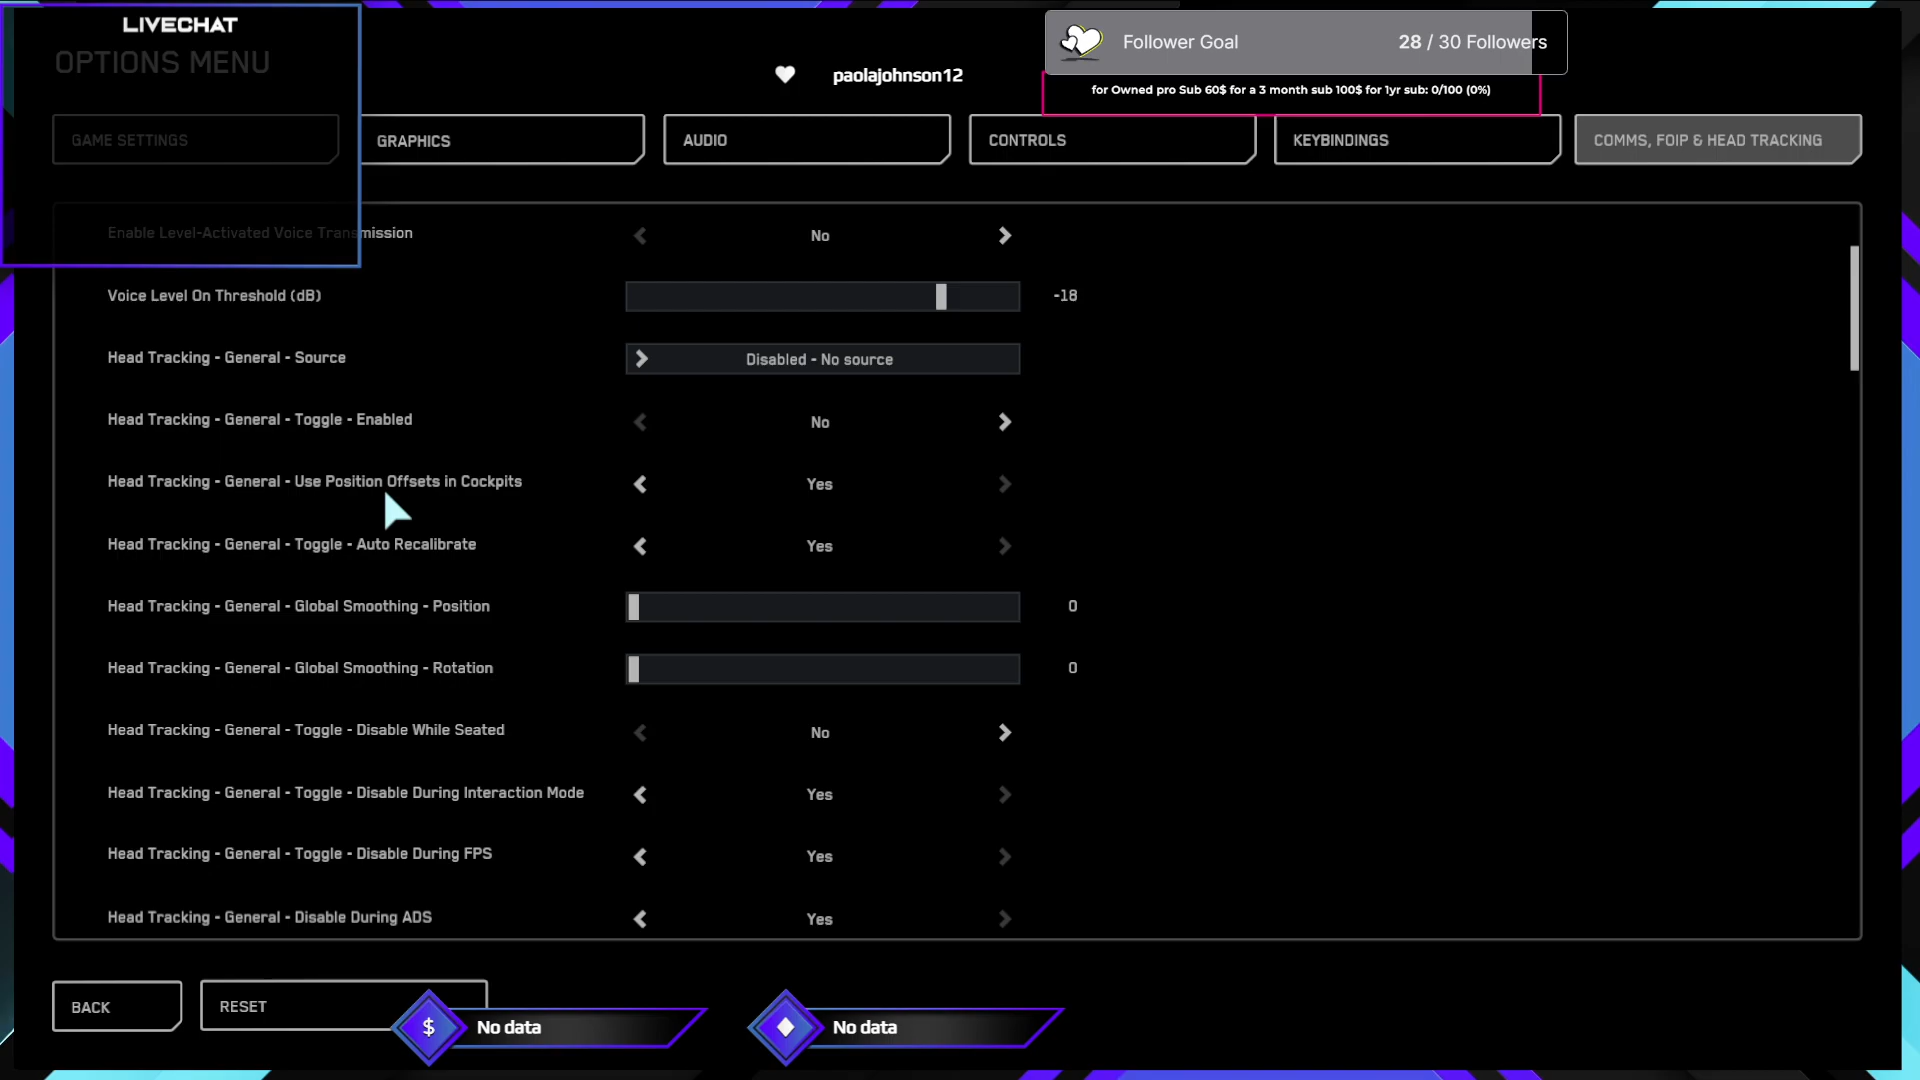 LIVECHAT
OPTIONS MENU
paolajohnson12
Follower Goal
28 / 30 Followers
for Owned pro Sub 60$ for a 3 month sub 100$ for 1yr sub: 0/100 (0%)
GAME SETTINGS
GRAPHICS
AUDIO
CONTROLS
KEYBINDINGS
COMMS, FOIP & HEAD TRACKING
Enable Level-Activated Voice Transmission
No
Voice Level On Threshold (dB)
-18
Head Tracking - General - Source
Disabled - No source
Head Tracking - General - Toggle - Enabled
No
Head Tracking - General - Use Position Offsets in Cockpits
Yes
Head Tracking - General - Toggle - Auto Recalibrate
Yes
Head Tracking - General - Global Smoothing - Position
0
Head Tracking - General - Global Smoothing - Rotation
0
Head Tracking - General - Toggle - Disable While Seated
No
Head Tracking - General - Toggle - Disable During Interaction Mode
Yes
Head Tracking - General - Toggle - Disable During FPS
Yes
Head Tracking - General - Disable During ADS
Yes
BACK
RESET
$
No data
No data